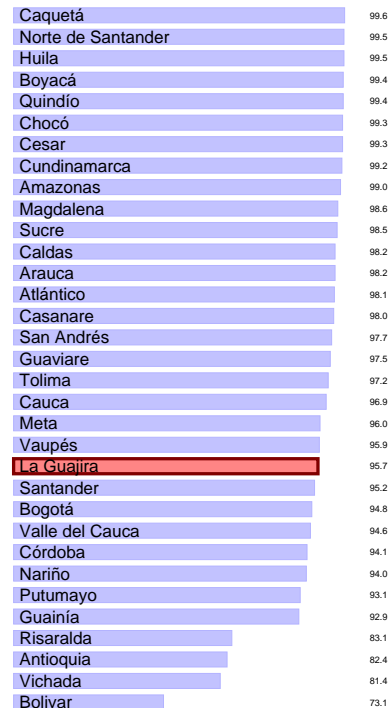 Caquetá 99.6
Norte de Santander 99.5
Huila 99.5
Boyacá 99.4
Quindío 99.4
Chocó 99.3
Cesar 99.3
Cundinamarca 99.2
Amazonas 99.0
Magdalena 98.6
Sucre 98.5
Caldas 98.2
Arauca 98.2
Atlántico 98.1
Casanare 98.0
San Andrés 97.7
Guaviare 97.5
Tolima 97.2
Cauca 96.9
Meta 96.0
Vaupés 95.9
La Guajira 95.7
Santander 95.2
Bogotá 94.8
Valle del Cauca 94.6
Córdoba 94.1
Nariño 94.0
Putumayo 93.1
Guainía 92.9
Risaralda 83.1
Antioquia 82.4
Vichada 81.4
Bolivar 73.1